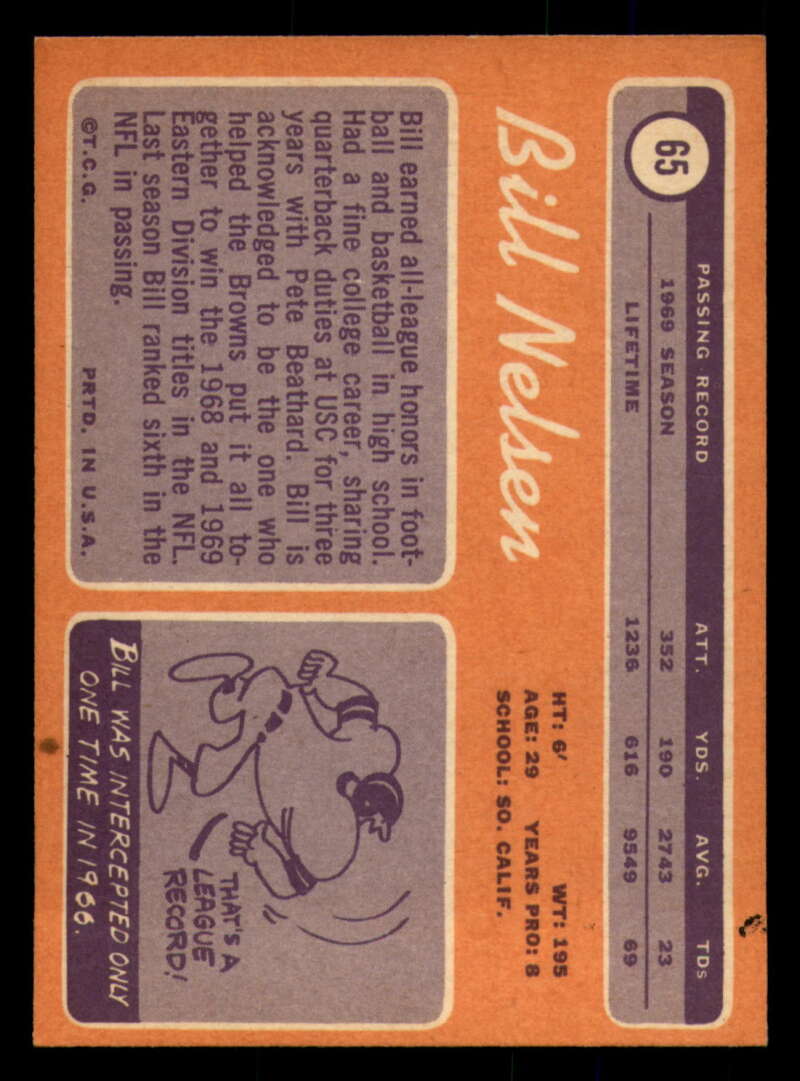 65
PASSING RECORD ATT. YDS. AVG. TDs
1969 SEASON 352 190 2743 23
LIFETIME 1236 616 9549 69
Bill Nelsen
HT: 6' WT: 195
AGE: 29 YEARS PRO: 8
SCHOOL: SO. CALIF.
Bill earned all-league honors in foot-
ball and basketball in high school.
Had a fine college career, sharing
quarterback duties at USC for three
years with Pete Beathard. Bill is
acknowledged to be the one who
helped the Browns put it all to-
gether to win the 1968 and 1969
Eastern Division titles in the NFL.
Last season Bill ranked sixth in the
NFL in passing.
©T.C.G. PRTD. IN U.S.A.
THAT'S A
LEAGUE
RECORD!
BILL WAS INTERCEPTED ONLY
ONE TIME IN 1966.